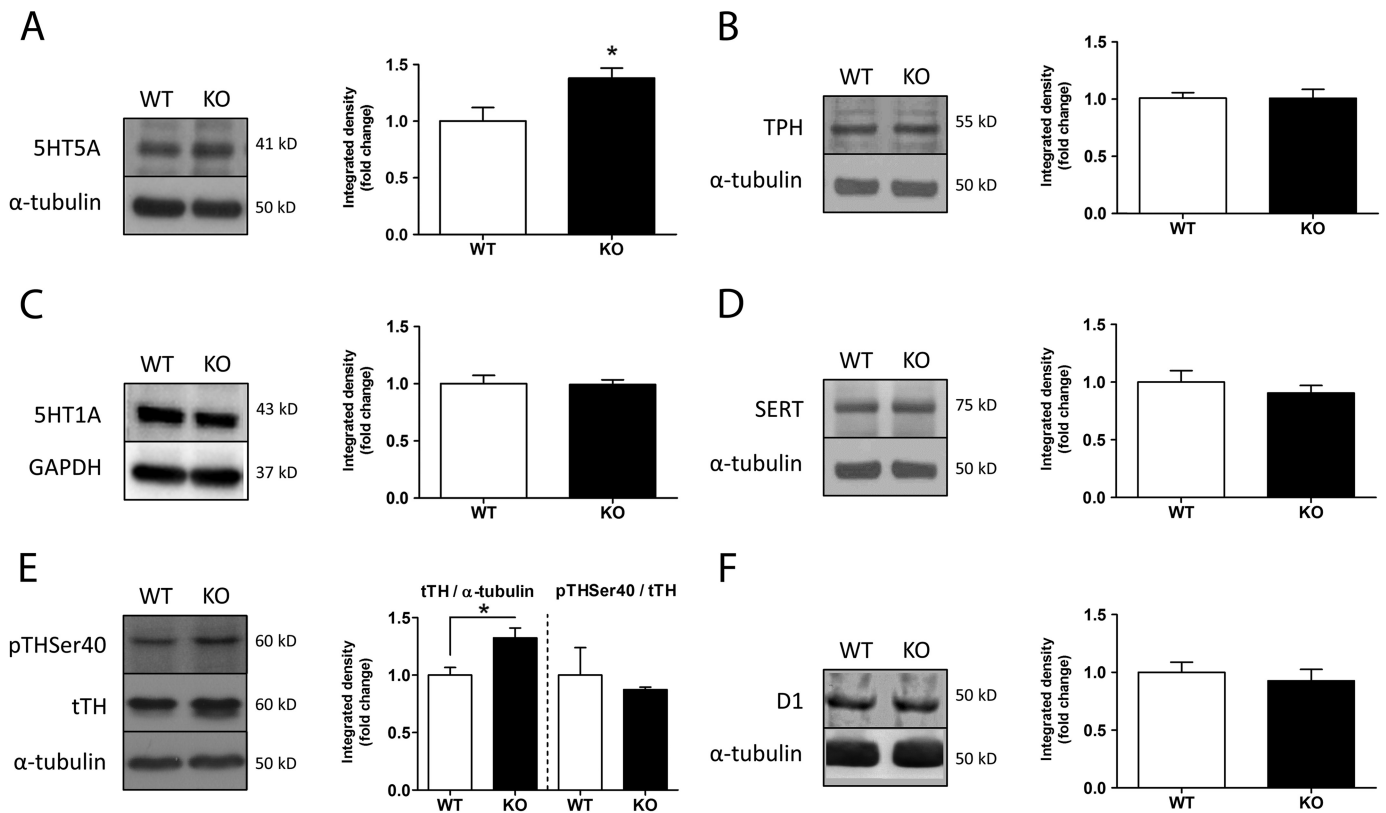 A
WT KO
5HT5A 41 kD
α-tubulin 50 kD
Integrated density
(fold change)
1.5
1.0
0.5
0.0
*
WT KO
B
WT KO
TPH 55 kD
α-tubulin 50 kD
Integrated density
(fold change)
1.5
1.0
0.5
0.0
WT KO
C
WT KO
5HT1A 43 kD
GAPDH 37 kD
Integrated density
(fold change)
1.5
1.0
0.5
0.0
WT KO
D
WT KO
SERT 75 kD
α-tubulin 50 kD
Integrated density
(fold change)
1.5
1.0
0.5
0.0
WT KO
E
WT KO
pTHSer40 60 kD
tTH 60 kD
α-tubulin 50 kD
tTH / α-tubulin pTHSer40 / tTH
Integrated density
(fold change)
1.5
1.0
0.5
0.0
*
WT KO WT KO
F
WT KO
D1 50 kD
α-tubulin 50 kD
Integrated density
(fold change)
1.5
1.0
0.5
0.0
WT KO